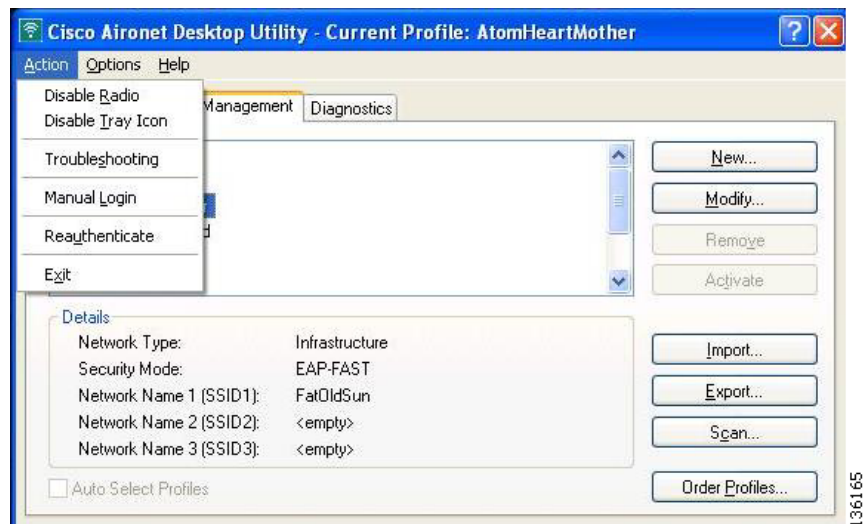 Cisco Aironet Desktop Utility - Current Profile: AtomHeartMother
Action Options Help
Disable Radio
Disable Tray Icon
Troubleshooting
Manual Login
Reauthenticate
Exit
Management Diagnostics
New...
Modify...
Remove
Activate
Details
Network Type: Infrastructure
Security Mode: EAP-FAST
Network Name 1 (SSID1): FatOldSun
Network Name 2 (SSID2): <empty>
Network Name 3 (SSID3): <empty>
Import...
Export...
Scan...
Auto Select Profiles
Order Profiles...